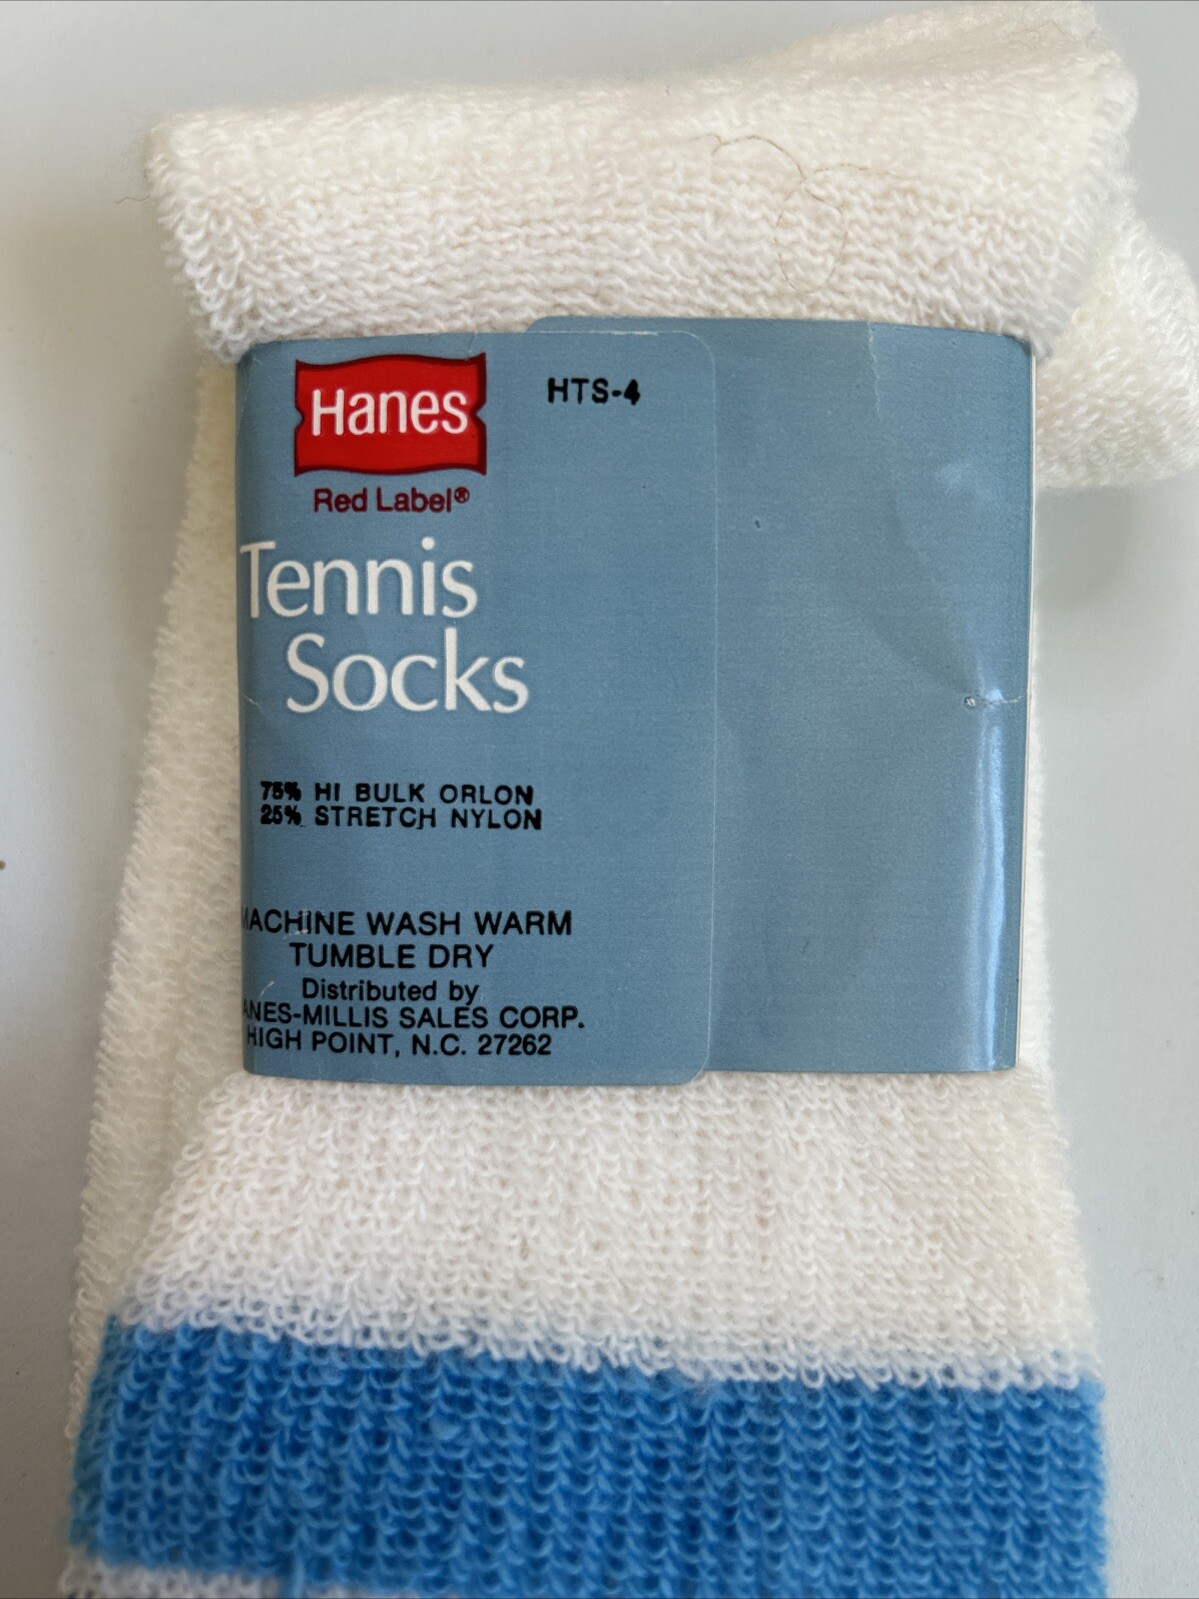 Hanes
HTS-4
Red Label®
Tennis
Socks
75% HI BULK ORLON
25% STRETCH NYLON
MACHINE WASH WARM
TUMBLE DRY
Distributed by
ANES-MILLIS SALES CORP.
HIGH POINT, N.C. 27262